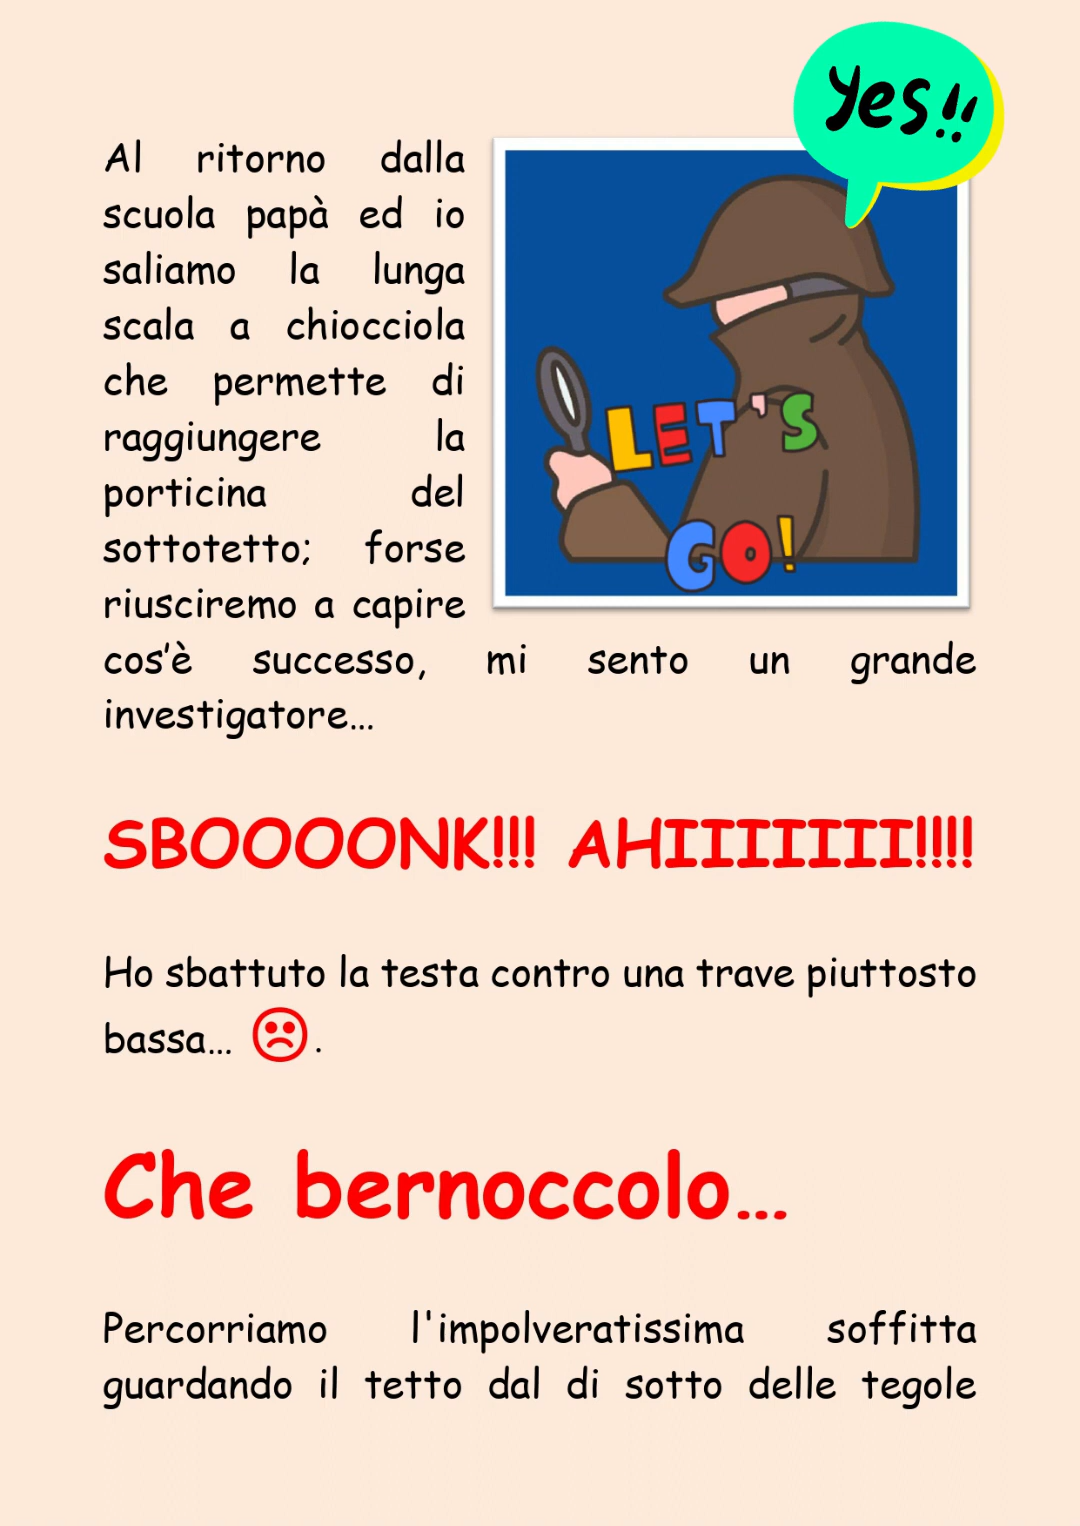 Yes!!
Al ritorno dalla
scuola papà ed io
saliamo la lunga
scala a chiocciola
che permette di
raggiungere la
porticina del
sottotetto; forse
riusciremo a capire
cos'è successo, mi sento un grande
investigatore...
LET'S
GO!
SBOOOONK!!! AHIIIIIII!!!!
Ho sbattuto la testa contro una trave piuttosto
bassa... ☹.
Che bernoccolo...
Percorriamo l'impolveratissima soffitta
guardando il tetto dal di sotto delle tegole